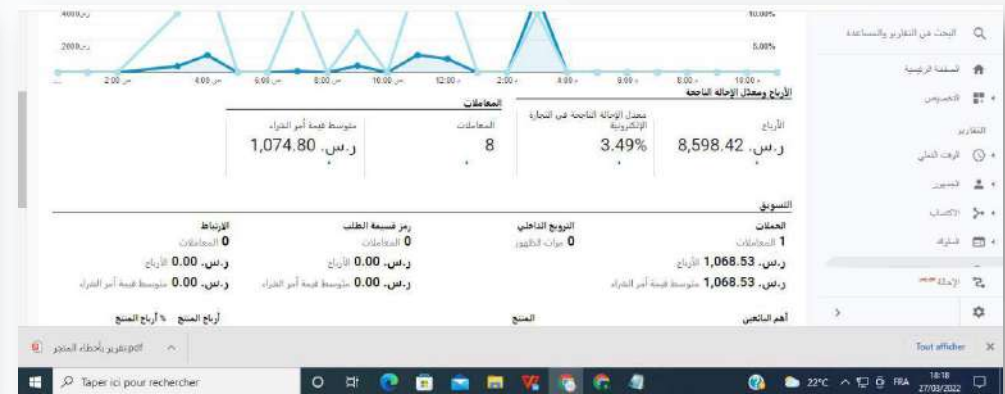 البحث في التقارير والمساعدة
الصفحة الرئيسية
التخصيص
التقارير
الوقت الفعلي
الجمهور
الاكتساب
السلوك
الإحالة
10.00%
5.00%
2:00 ص
4:00 ص
6:00 ص
8:00 ص
10:00 ص
12:00 م
2:00 م
4:00 م
8:00 م
10:00 م
الأرباح ومعدّل الإحالة الناجحة
المعاملات
الأرباح
ر.س. 8,598.42
معدل الإحالة الناجحة في التجارة الإلكترونية
3.49%
المعاملات
8
متوسط قيمة أمر الشراء
ر.س. 1,074.80
التسويق
الحملات
1 المعاملات
ر.س. 1,068.53 الأرباح
ر.س. 1,068.53 متوسط قيمة أمر الشراء
الترويج الداخلي
0 مرات الظهور
رمز قسيمة الطلب
0 المعاملات
ر.س. 0.00 الأرباح
ر.س. 0.00 متوسط قيمة أمر الشراء
الارتباط
0 المعاملات
ر.س. 0.00 الأرباح
ر.س. 0.00 متوسط قيمة أمر الشراء
أهم البائعين
المنتج
أرباح المنتج
% أرباح المنتج
تقرير بأخطاء المتجر.pdf
Tout afficher
Taper ici pour rechercher
22°C
FRA
18:18
27/03/2022